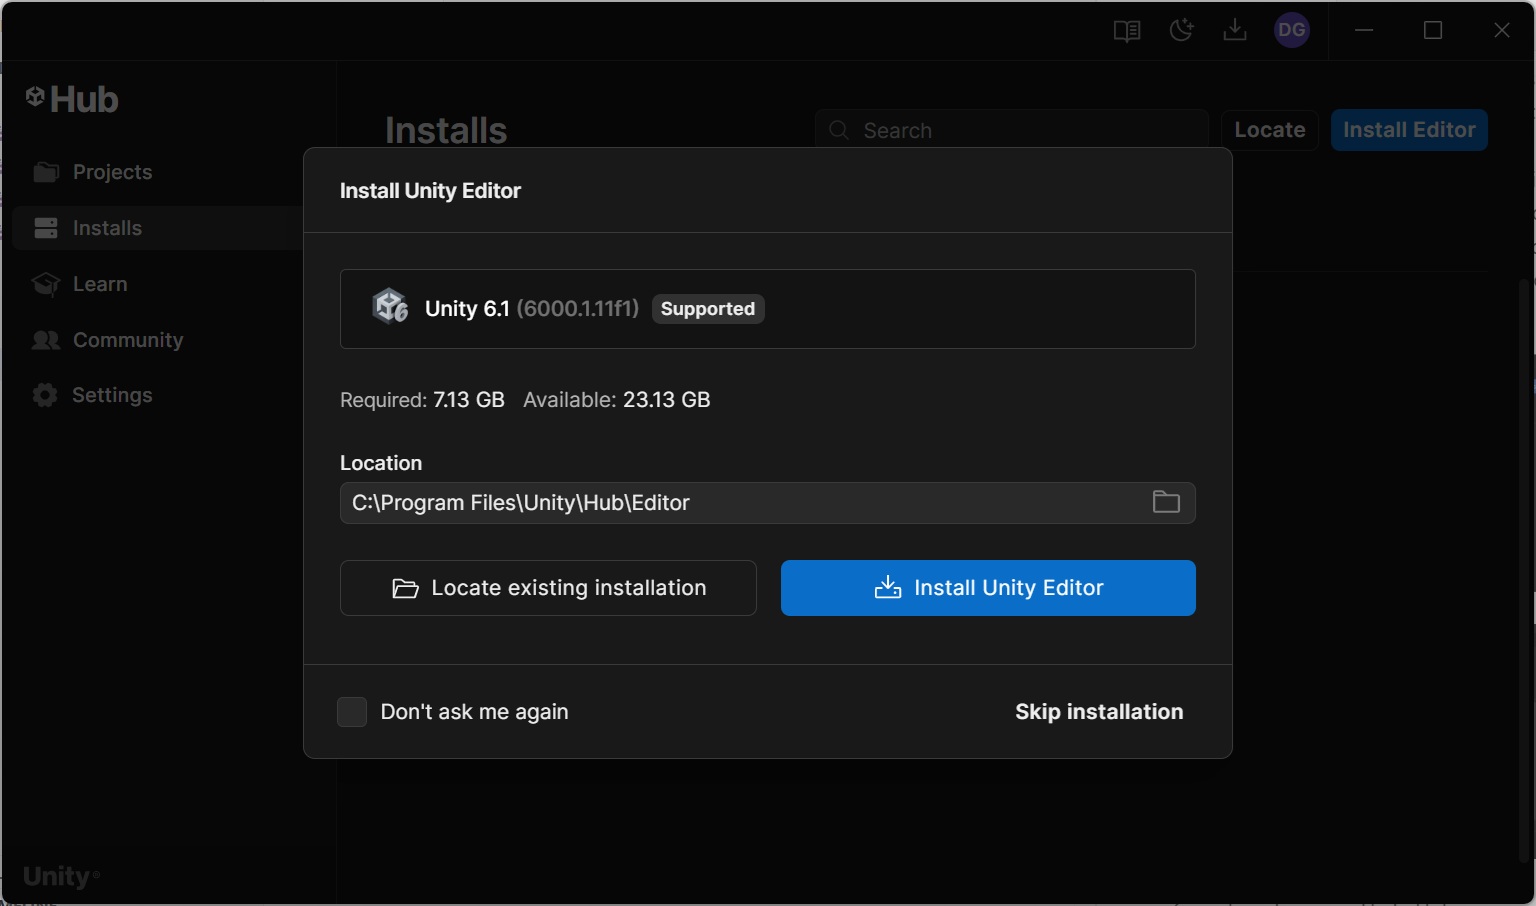 DG
Hub
Installs
Search
Locate
Install Editor
Projects
Installs
Learn
Community
Settings
Install Unity Editor
Unity 6.1 (6000.1.11f1) Supported
Required: 7.13 GB Available: 23.13 GB
Location
C:\Program Files\Unity\Hub\Editor
Locate existing installation
Install Unity Editor
Don't ask me again
Skip installation
Unity®